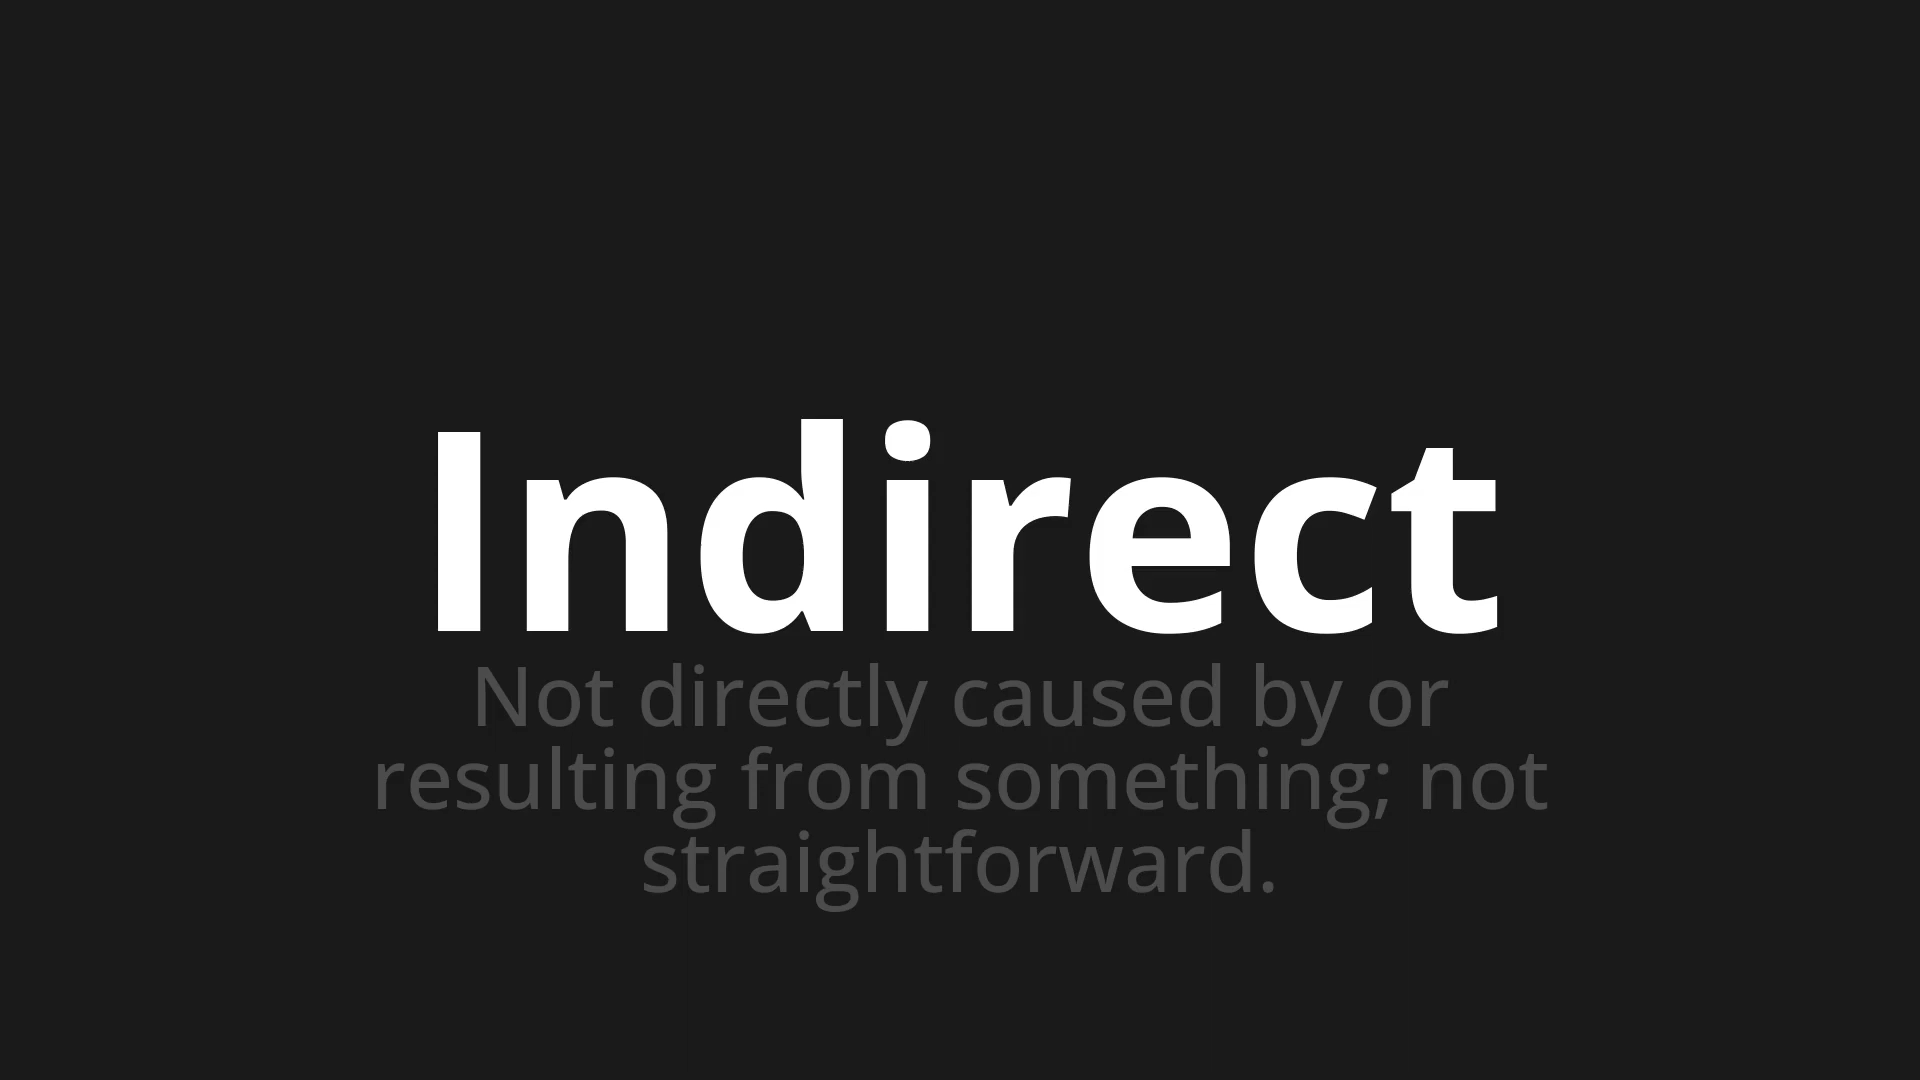 Indirect
Not directly caused by or
resulting from something; not
straightforward.